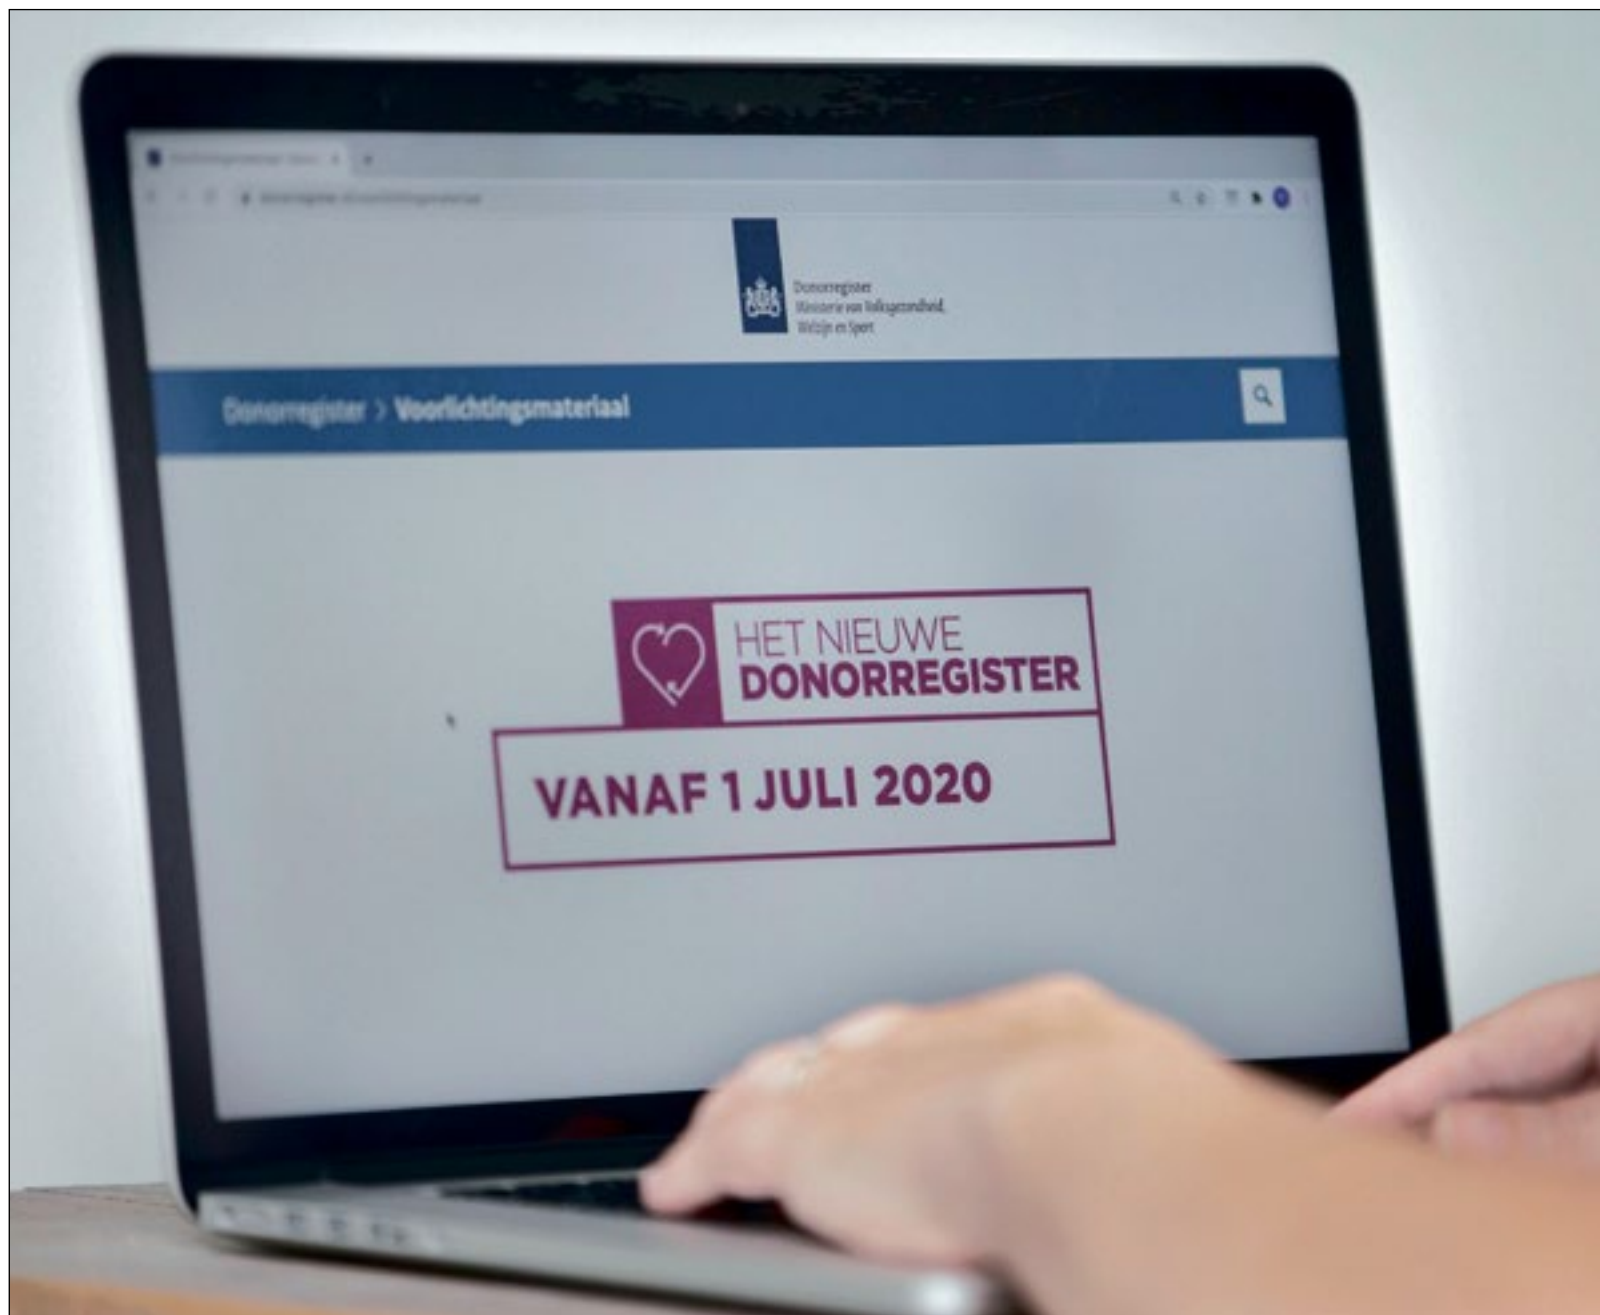 Donorregister
Ministerie van Volksgezondheid,
Welzijn en Sport
Donorregister > Voorlichtingsmateriaal
HET NIEUWE
DONORREGISTER
VANAF 1 JULI 2020